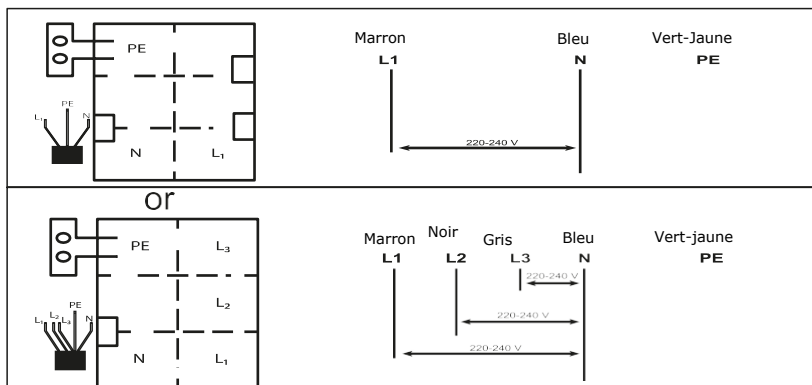 Marron Bleu Vert-Jaune
PE L1 N PE
PE
L₁ N
220-240 V
N L₁
or
Marron Noir Gris Bleu Vert-jaune
PE L₃ L1 L2 L3 N PE
220-240 V
L₂
PE
L₁ L₂ L₃ N
220-240 V
N L₁
220-240 V